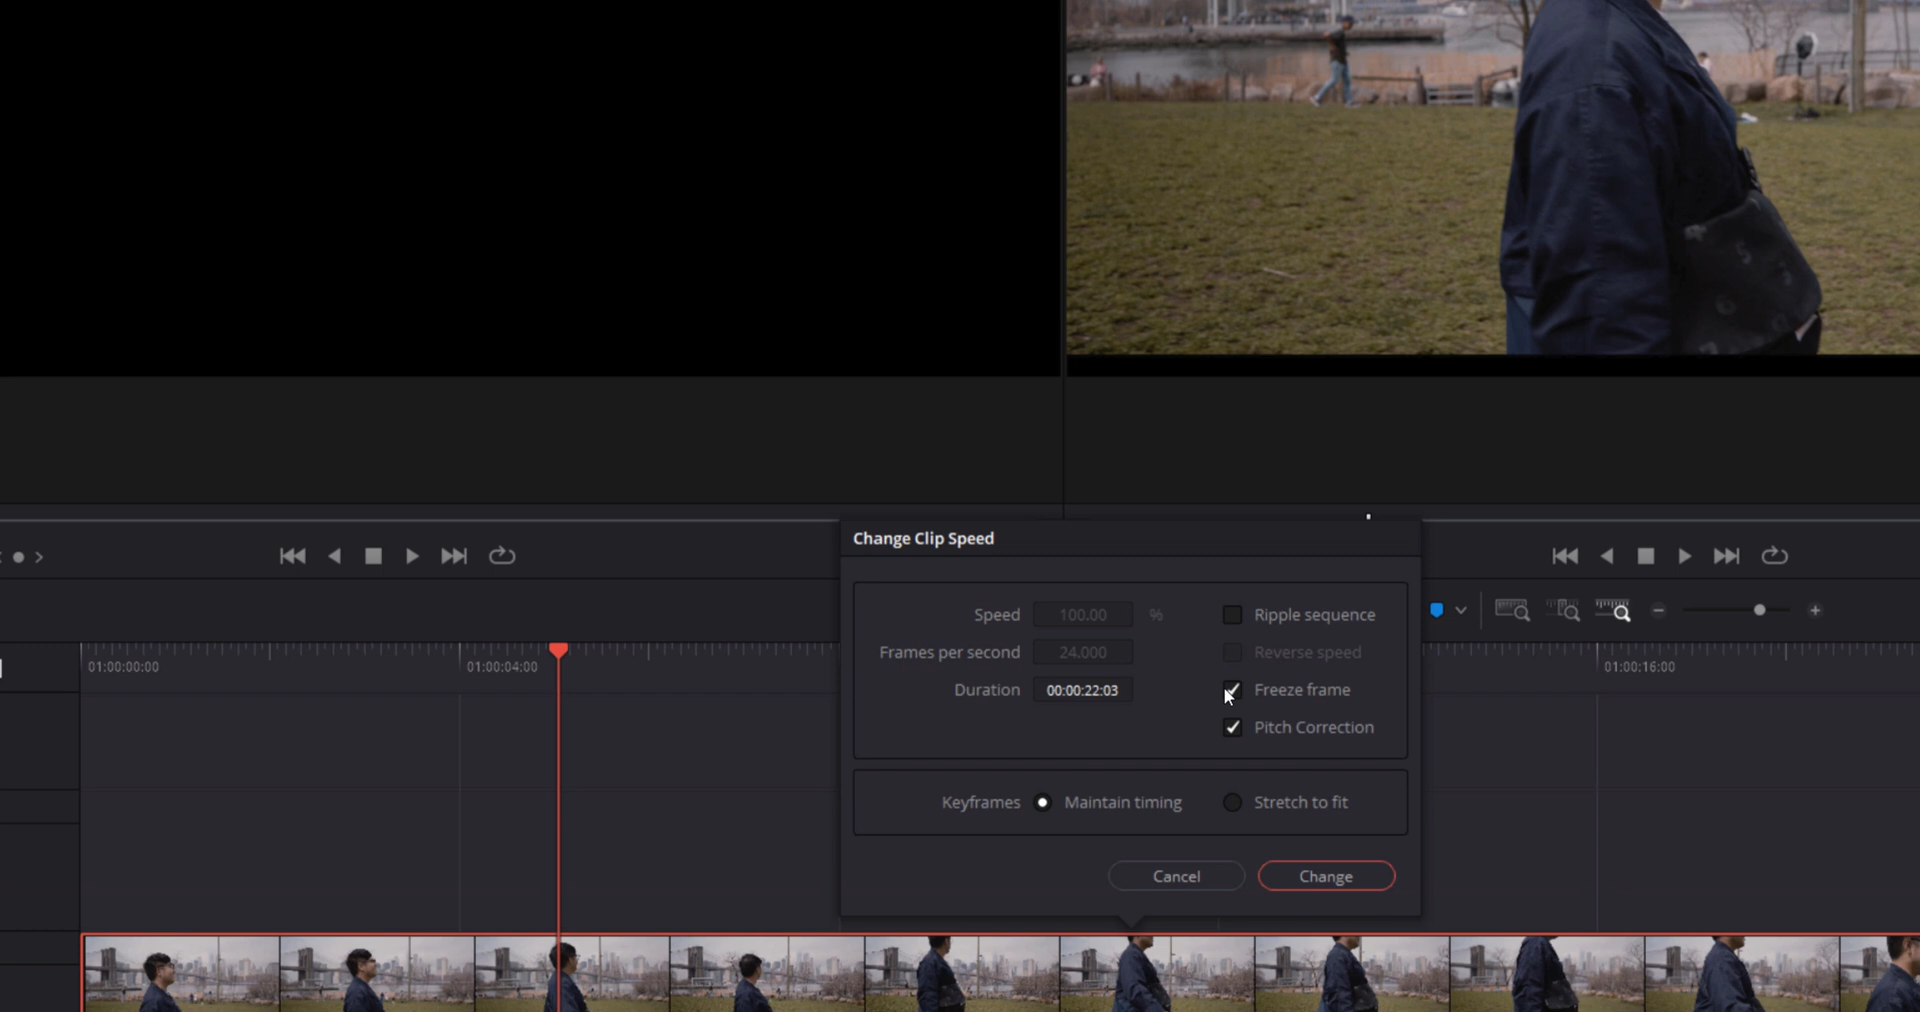 Change Clip Speed
Speed 100.00 % Ripple sequence
Frames per second 24.000 Reverse speed
Duration 00:00:22:03 Freeze frame
Pitch Correction
01:00:00:00 01:00:04:00 01:00:16:00
Keyframes Maintain timing Stretch to fit
Cancel Change